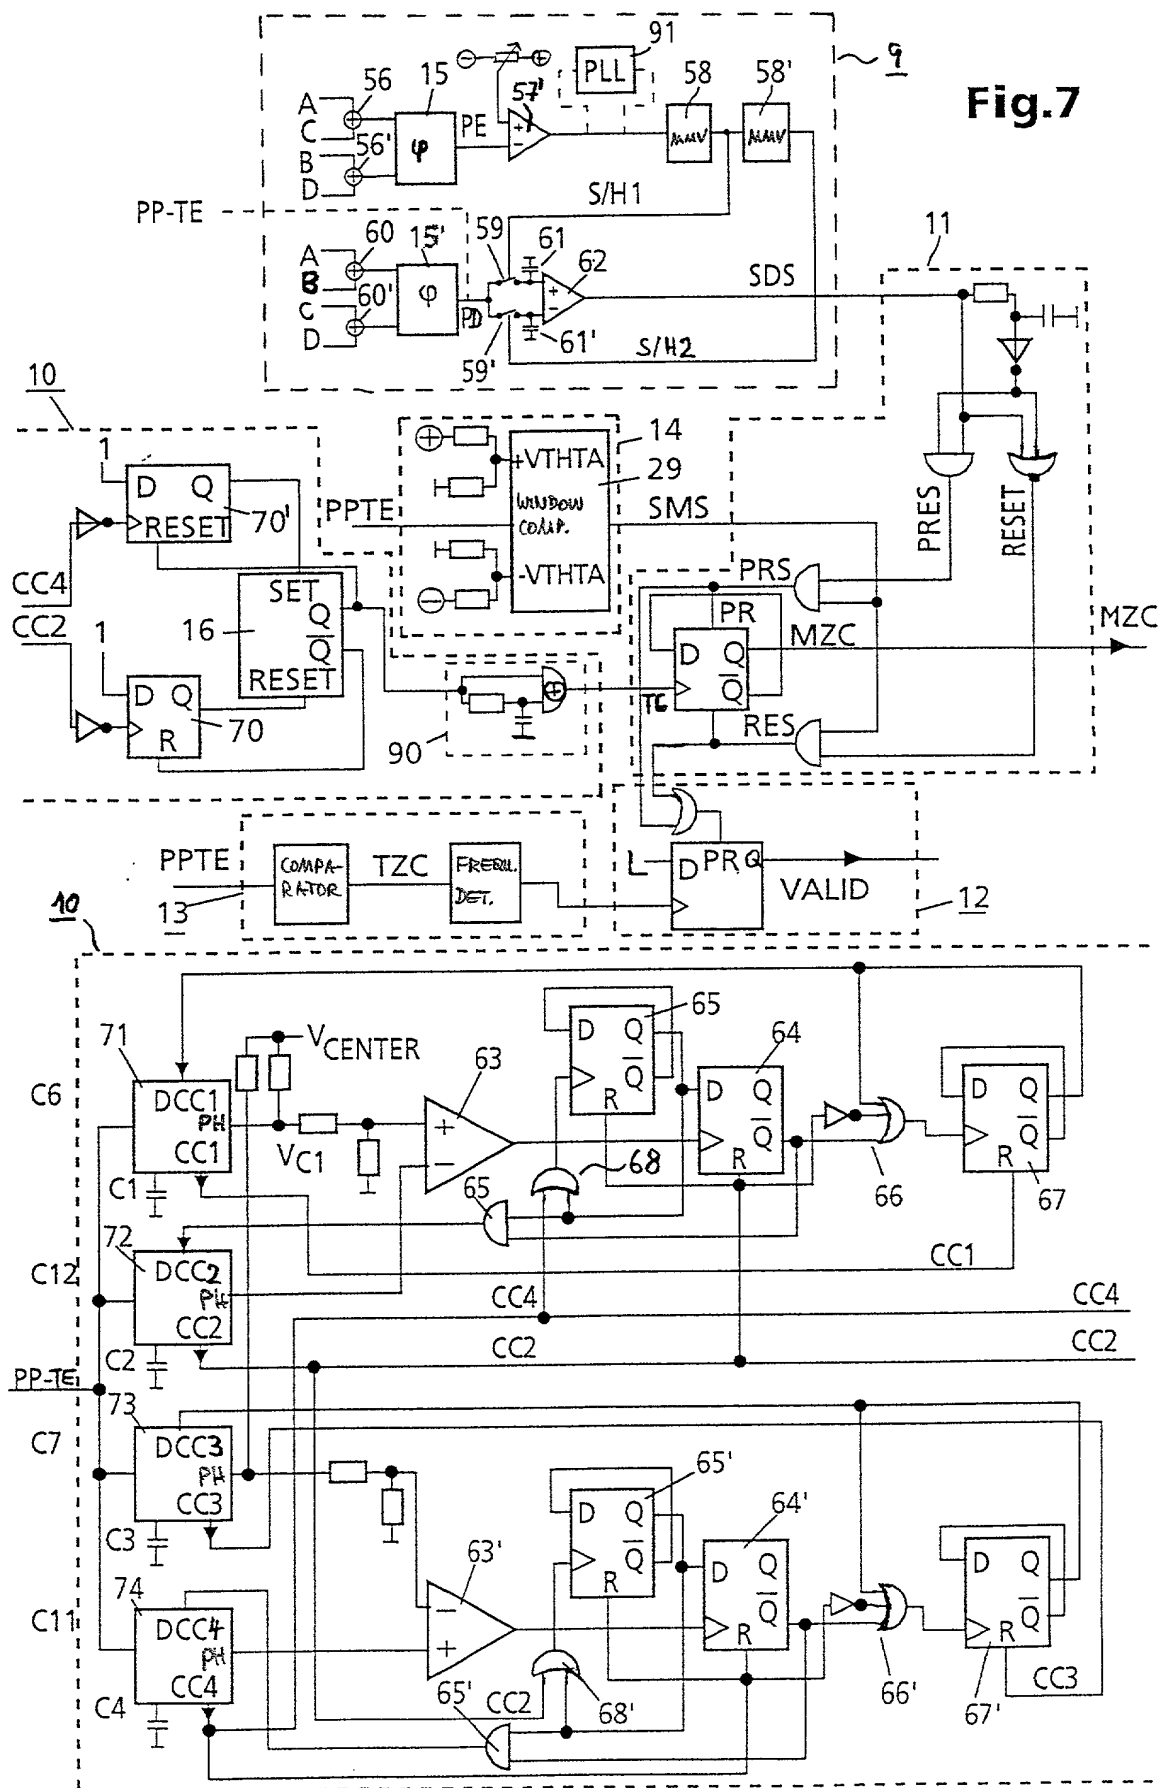 Fig.7
9
91
PLL
56
15
57'
58
58'
A
C
B
D
56'
φ
PE
+
-
MMV
MMV
S/H1
PP-TE
A
B
C
D
60
60'
15'
φ
PD
59
59'
61
61'
62
+
-
SDS
S/H2
11
10
1
D Q
RESET
70'
CC4
CC2
16
SET
Q
Q
RESET
1
D Q
R
70
14
29
+VTHTA
WINDOW
COMP.
-VTHTA
PPTE
SMS
PRES
RESET
PRS
PR
D Q
Q
MZC
MZC
TC
RES
90
PPTE
13
COMPA-
RATOR
TZC
FREQU.
DET.
L
D PR Q
VALID
12
10
C6
71
DCC1
PH
CC1
C1
V CENTER
V C1
63
+
-
65
D Q
Q
R
64
D Q
Q
R
68
65
66
D Q
Q
R
67
C12
72
DCC2
PH
CC2
C2
CC1
CC4
CC4
CC2
CC2
PP-TE
C7
73
DCC3
PH
CC3
C3
65'
D Q
Q
R
64'
D Q
Q
R
63'
-
+
C11
74
DCC4
PH
CC4
C4
CC2
65'
68'
66'
D Q
Q
R
67'
CC3